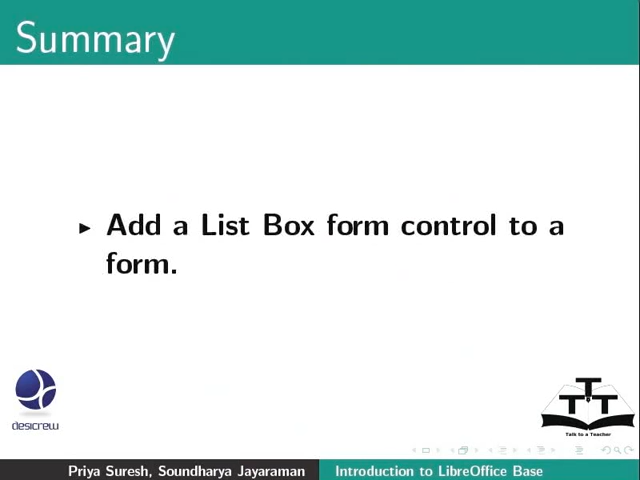 Summary
Add a List Box form control to a
form.
desicrew
T
T T
Talk to a Teacher
Priya Suresh, Soundharya Jayaraman
Introduction to LibreOffice Base